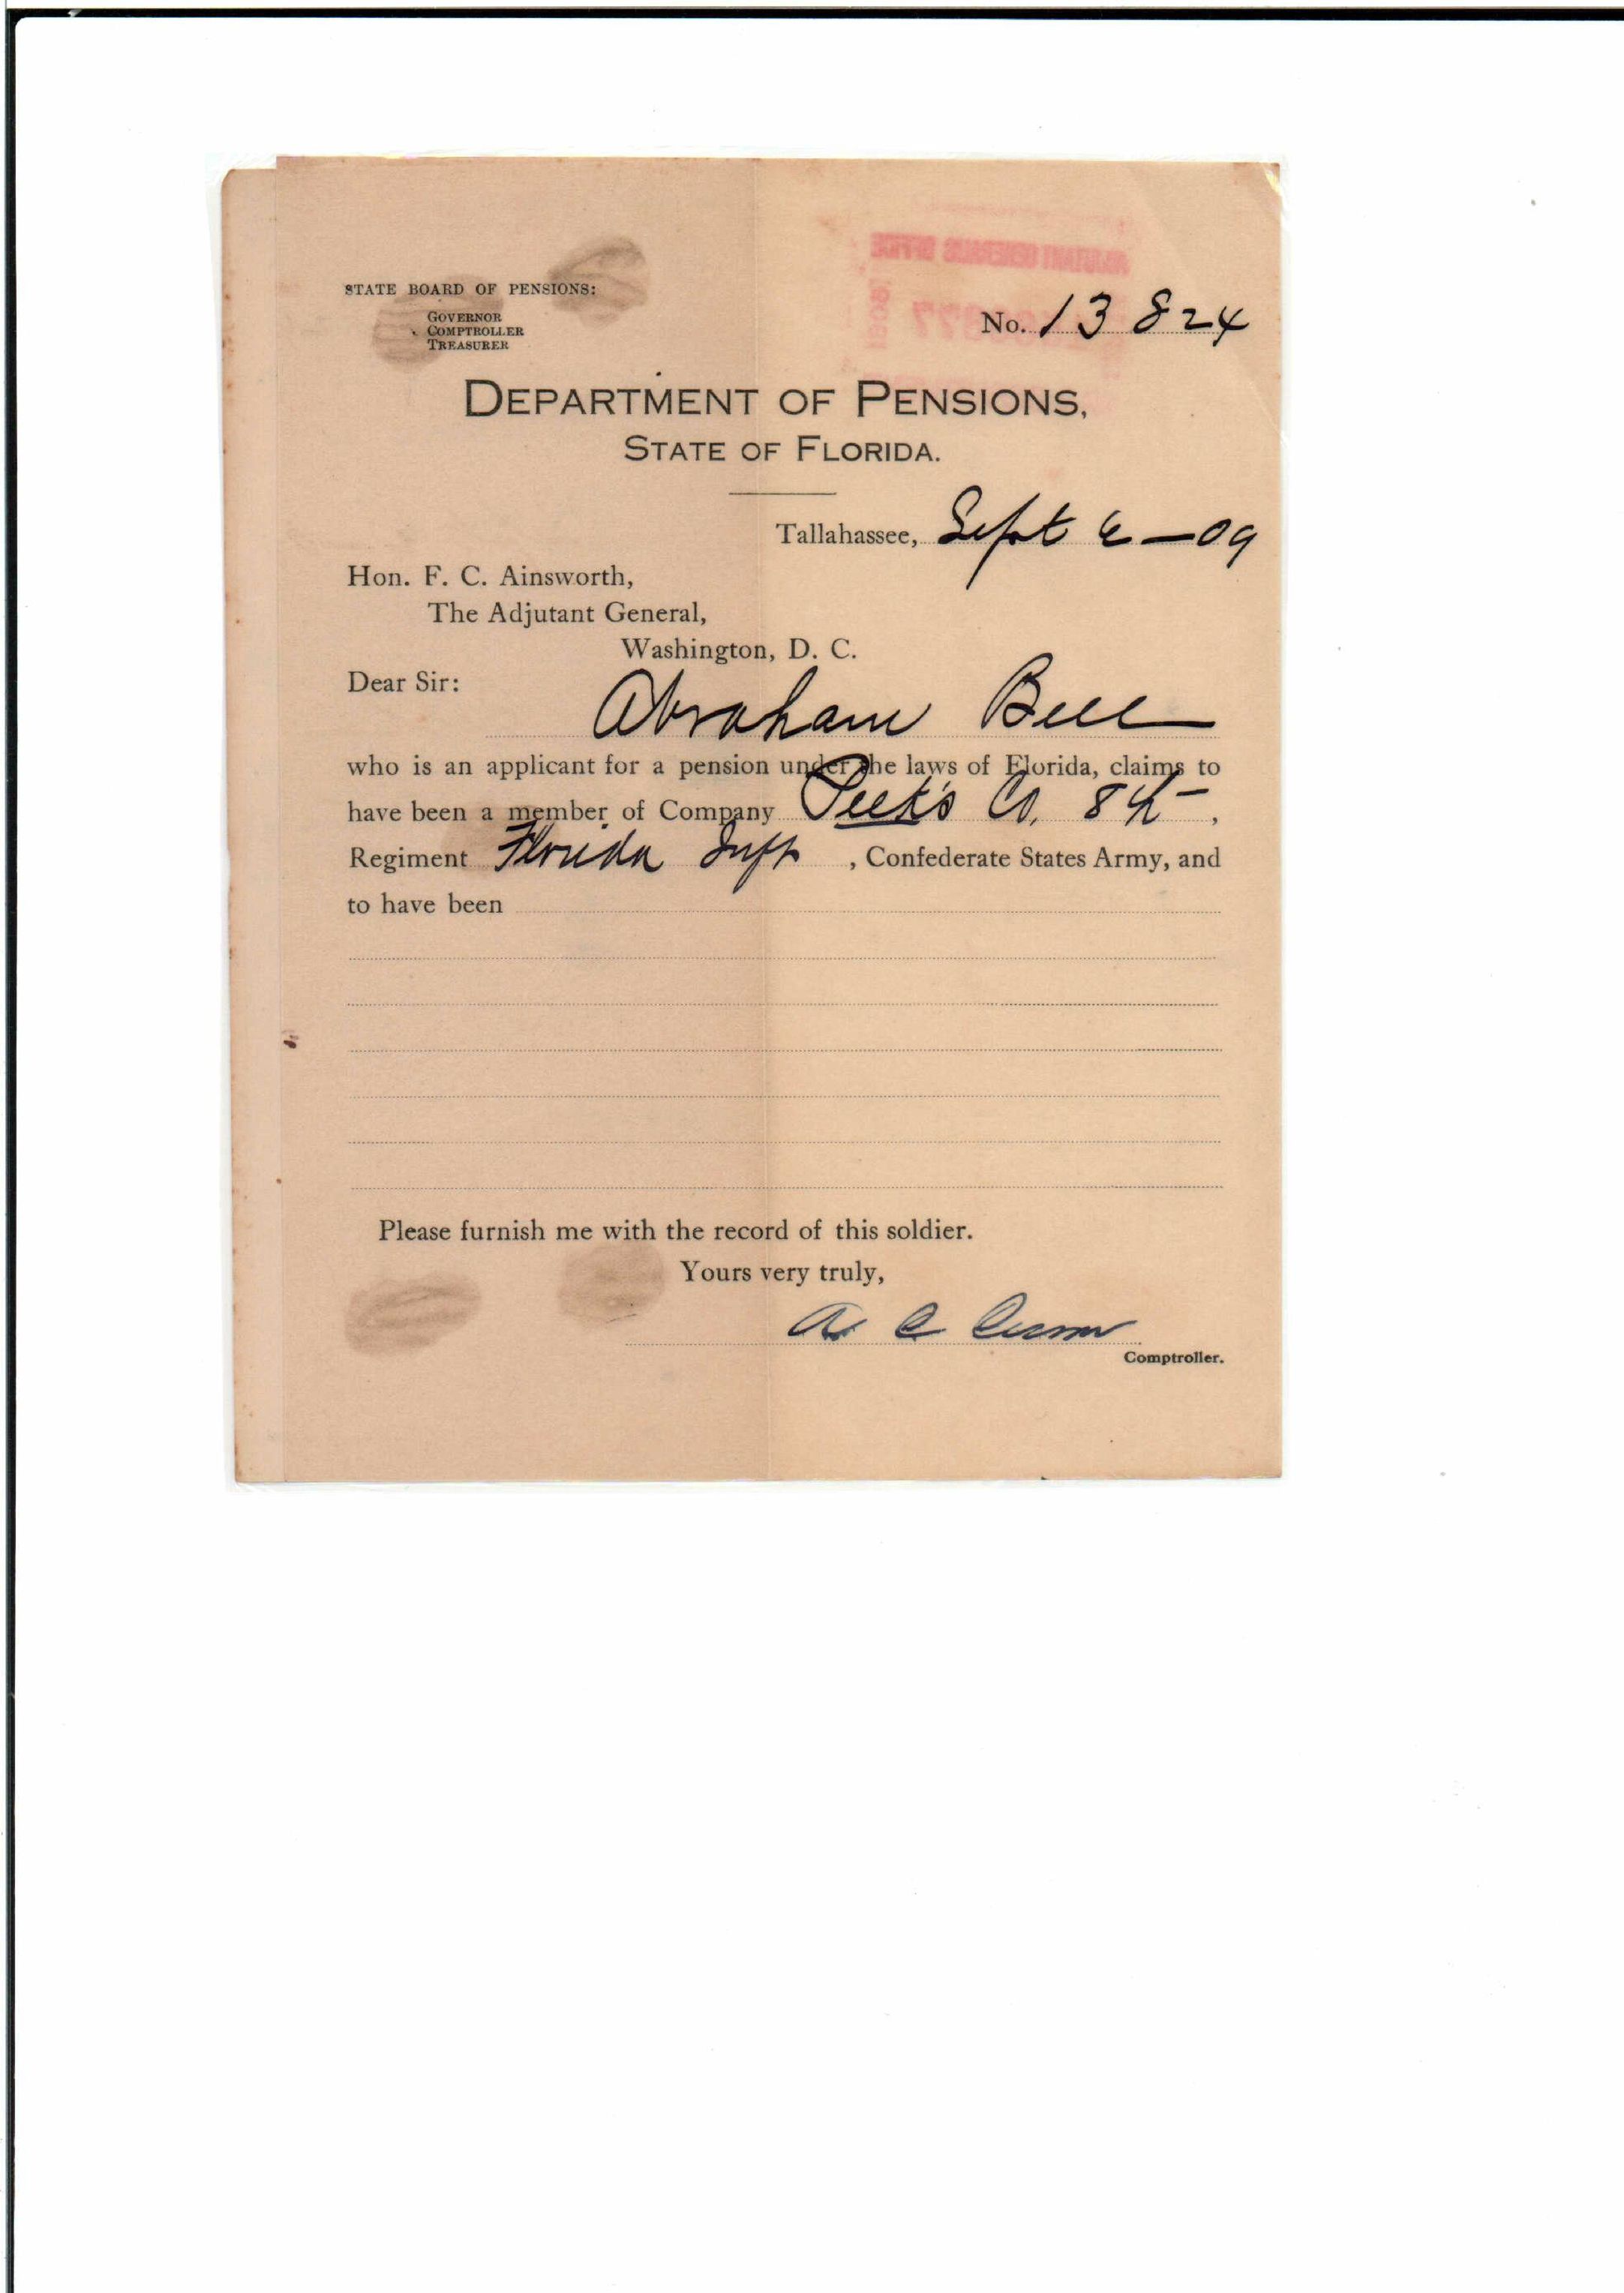 STATE BOARD OF PENSIONS:
GOVERNOR
COMPTROLLER
TREASURER
No. 13824
DEPARTMENT OF PENSIONS,
STATE OF FLORIDA.
Tallahassee, Sept 6-09
Hon. F. C. Ainsworth,
The Adjutant General,
Washington, D. C.
Dear Sir:
Abraham Bell
who is an applicant for a pension under the laws of Florida, claims to
have been a member of Company Peek's Co. 8th,
Regiment Florida Inft, Confederate States Army, and
to have been
Please furnish me with the record of this soldier.
Yours very truly,
A C Croom
Comptroller.